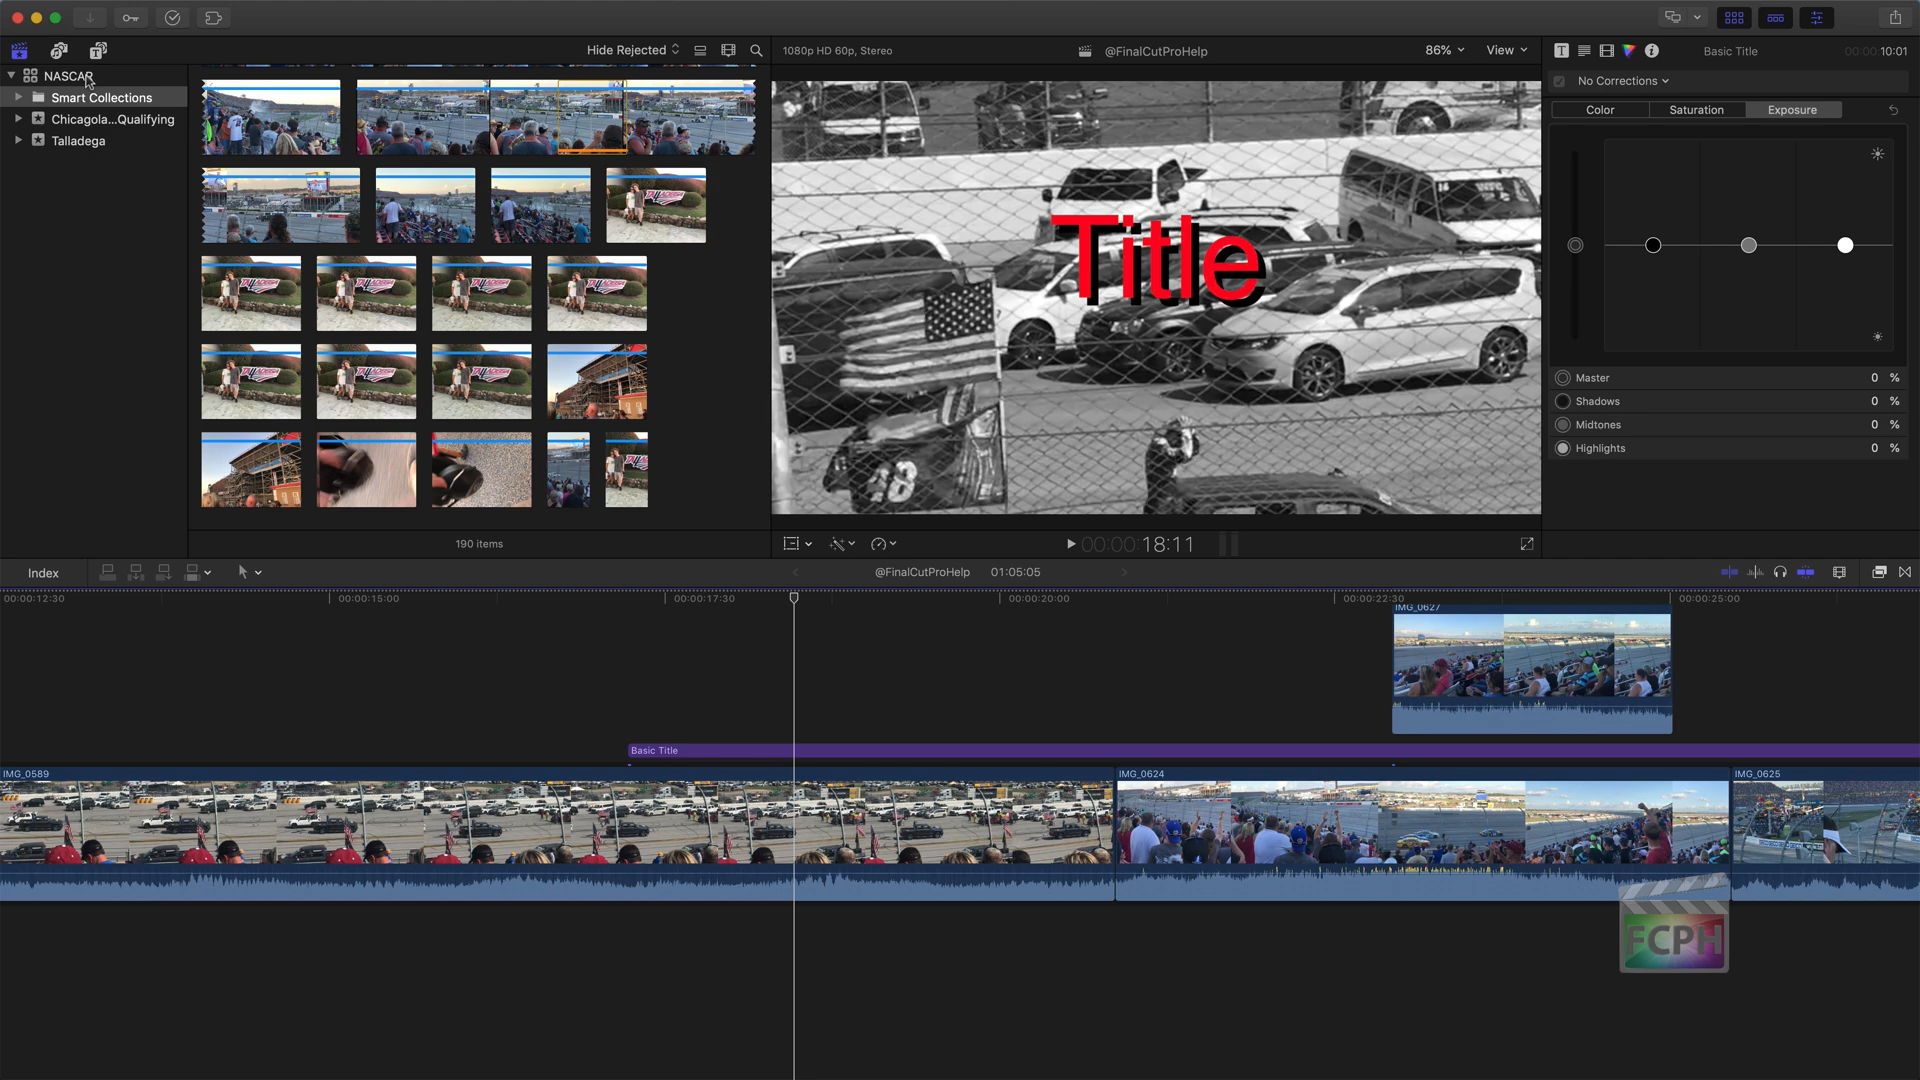 Hide Rejected
1080p HD 60p, Stereo
@FinalCutProHelp
86%
View
Basic Title
00:00:10:01
NASCAR
Smart Collections
Chicagola...Qualifying
Talladega
No Corrections
Color
Saturation
Exposure
Title
Master
0 %
Shadows
0 %
Midtones
0 %
Highlights
0 %
190 items
00:00:18:11
Index
@FinalCutProHelp
01:05:05
00:00:12:30
00:00:15:00
00:00:17:30
00:00:20:00
00:00:22:30
00:00:25:00
IMG_0627
Basic Title
IMG_0589
IMG_0624
IMG_0625
FCPH